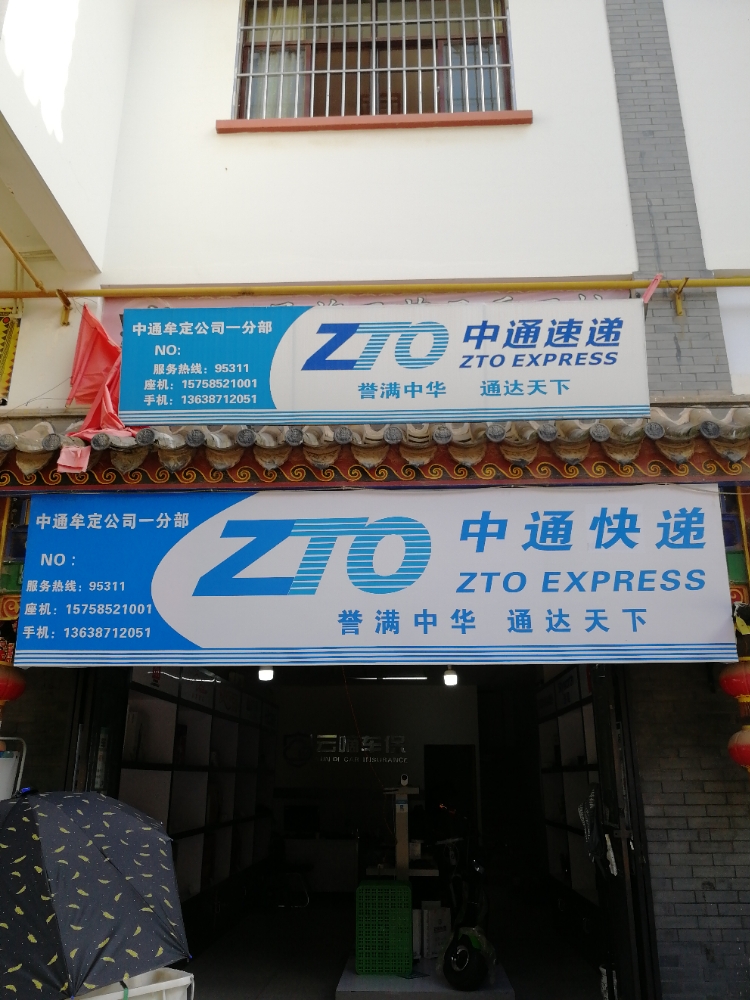 中通牟定公司一分部
NO:
服务热线：95311
座机：15758521001
手机：13638712051
ZTO 中通速递
ZTO EXPRESS
誉满中华 通达天下
中通牟定公司一分部
NO：
服务热线：95311
座机：15758521001
手机：13638712051
ZTO 中通快递
ZTO EXPRESS
誉满中华 通达天下